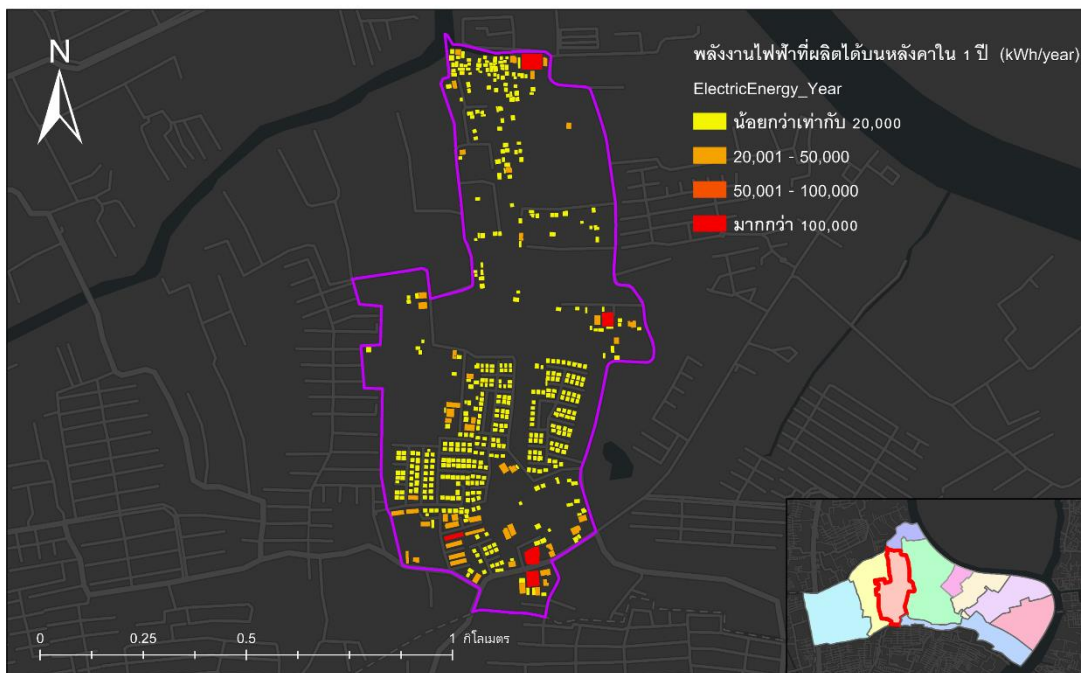 N
พลังงานไฟฟ้าที่ผลิตได้บนหลังคาใน 1 ปี (kWh/year)
ElectricEnergy_Year
น้อยกว่าเท่ากับ 20,000
20,001 - 50,000
50,001 - 100,000
มากกว่า 100,000
0 0.25 0.5 1 กิโลเมตร